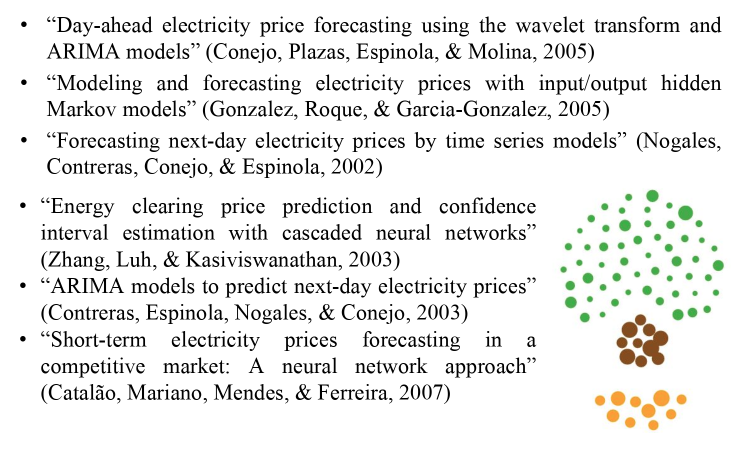 • “Day-ahead electricity price forecasting using the wavelet transform and
ARIMA models” (Conejo, Plazas, Espinola, & Molina, 2005)
• “Modeling and forecasting electricity prices with input/output hidden
Markov models” (Gonzalez, Roque, & Garcia-Gonzalez, 2005)
• “Forecasting next-day electricity prices by time series models” (Nogales,
Contreras, Conejo, & Espinola, 2002)
• “Energy clearing price prediction and confidence
interval estimation with cascaded neural networks”
(Zhang, Luh, & Kasiviswanathan, 2003)
• “ARIMA models to predict next-day electricity prices”
(Contreras, Espinola, Nogales, & Conejo, 2003)
• “Short-term electricity prices forecasting in a
competitive market: A neural network approach”
(Catalão, Mariano, Mendes, & Ferreira, 2007)